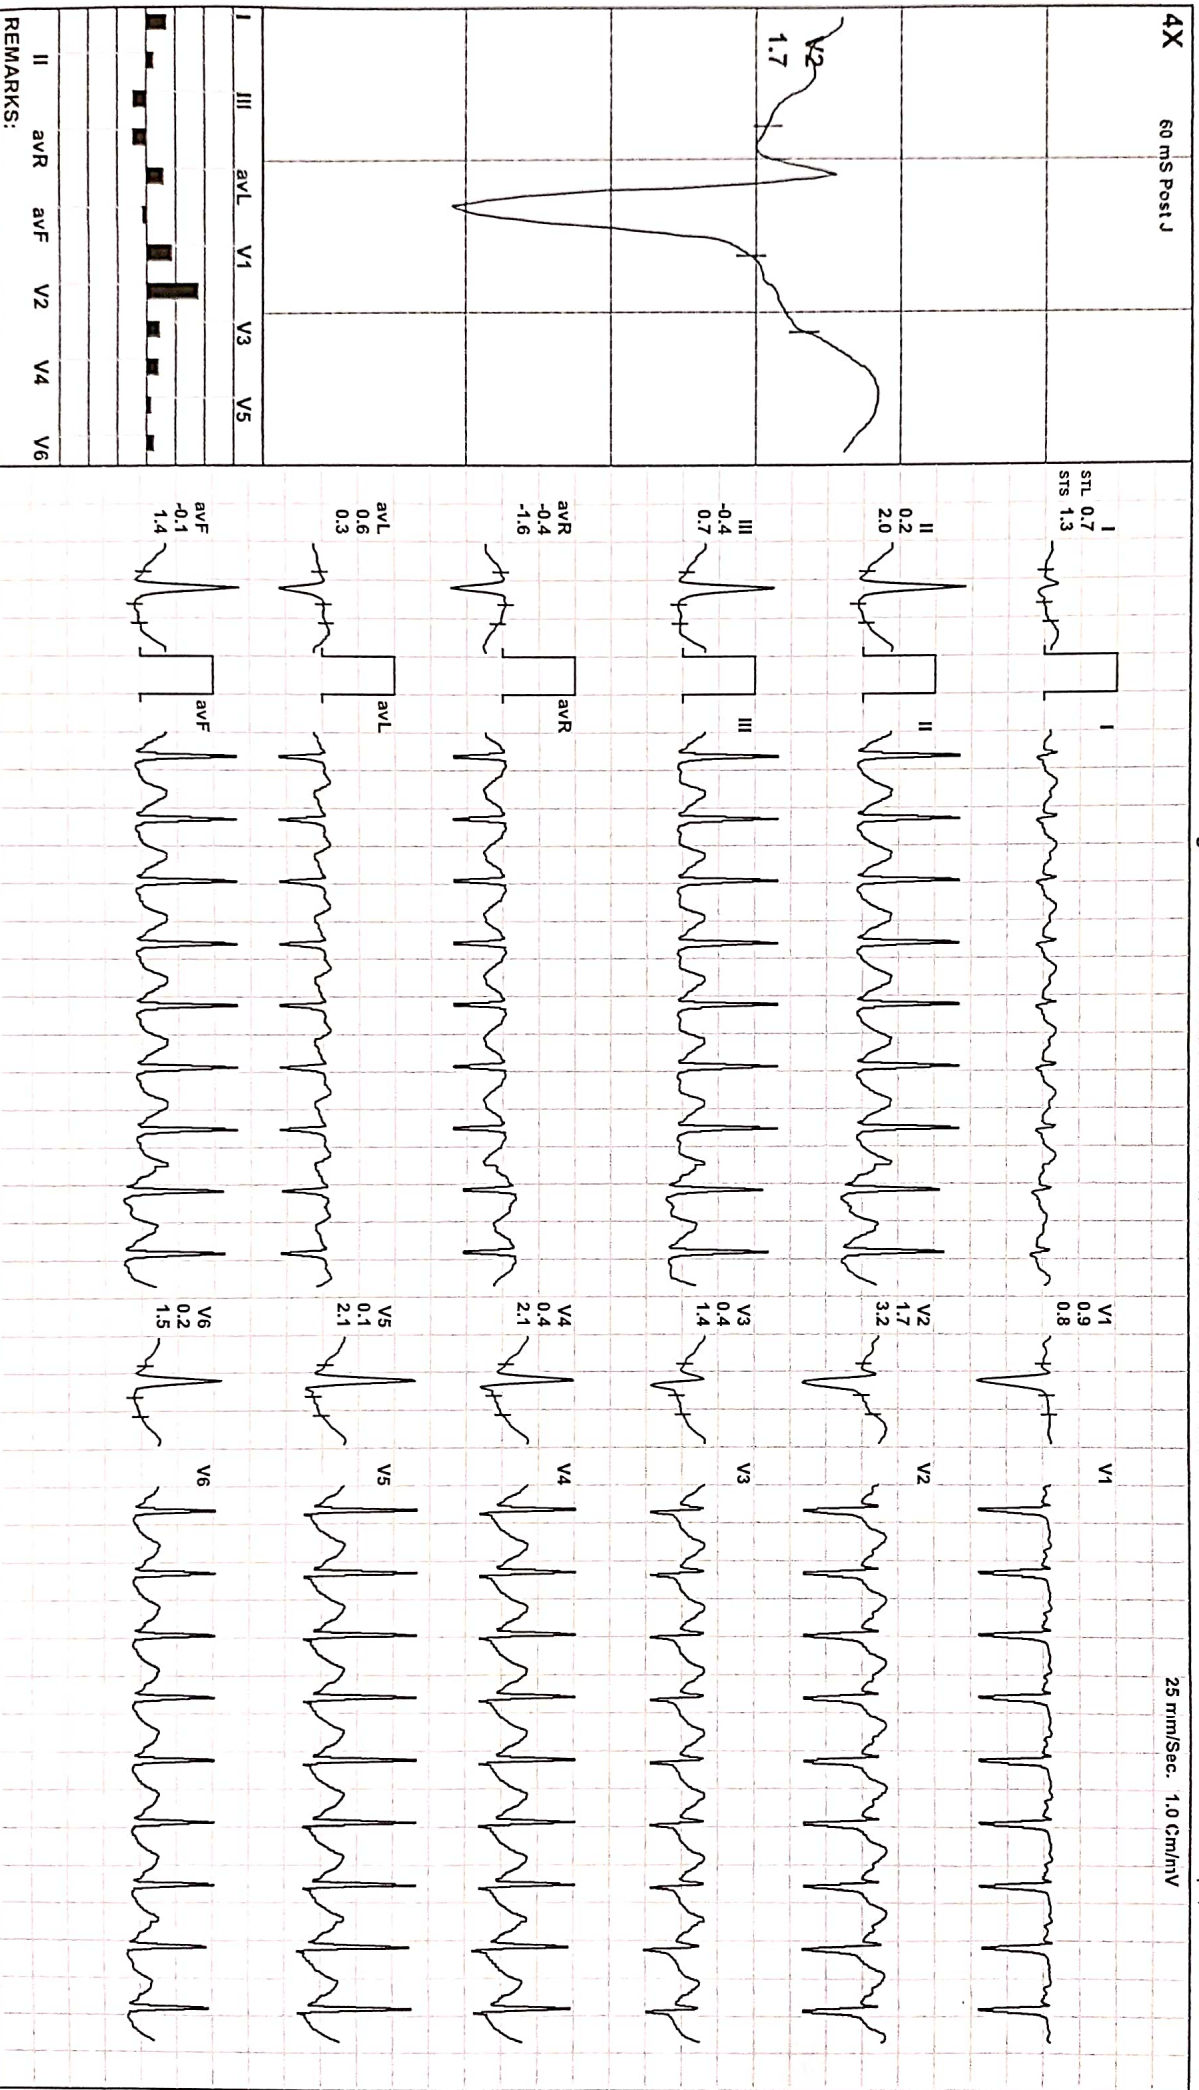 4X
60 mS Post J
25 mm/Sec. 1.0 Cm/mV
V2
1.7
I
III
avL
V1
V3
V5
II
avR
avF
V2
V4
V6
REMARKS:
I
STL 0.7
STS 1.3
I
II
0.2
2.0
II
III
-0.4
0.7
III
avR
-0.4
-1.6
avR
avL
0.6
0.3
avL
avF
-0.1
1.4
avF
V1
0.9
0.8
V1
V2
1.7
3.2
V2
V3
0.4
1.4
V3
V4
0.4
2.1
V4
V5
0.1
2.1
V5
V6
0.2
1.5
V6